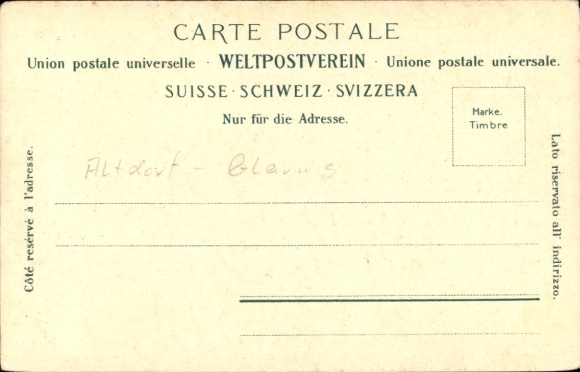 CARTE POSTALE
Union postale universelle · WELTPOSTVEREIN · Unione postale universale.
SUISSE · SCHWEIZ · SVIZZERA
Nur für die Adresse.
Marke.
Timbre
Altdorf - Glarus
Côté resérvé à l'adresse.
Lato riservato all' indirizzo.